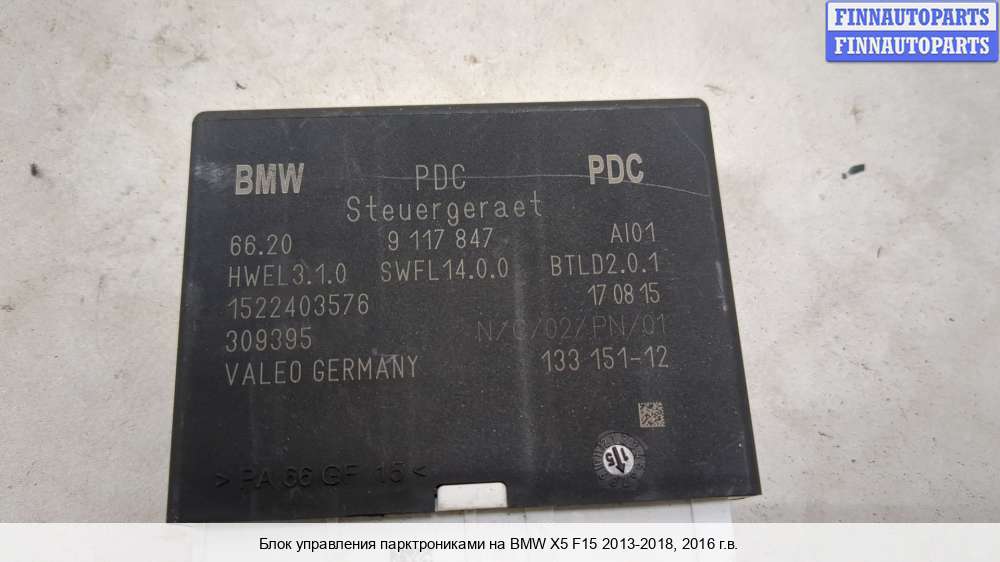 FINNAUTOPARTS
FINNAUTOPARTS
BMW PDC PDC
Steuergeraet
66.20 9 117 847 AI01
HWEL3.1.0 SWFL14.0.0 BTLD2.0.1
1522403576 17 08 15
309395 N/C/02/PN/01
VALEO GERMANY 133 151-12
> PA 66 GF 15 <
Блок управления парктрониками на BMW X5 F15 2013-2018, 2016 г.в.